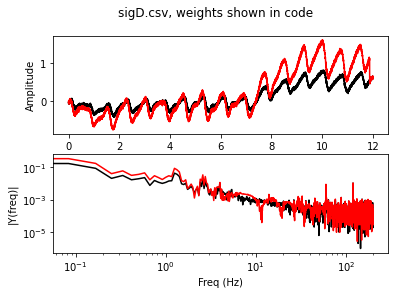 sigD.csv, weights shown in code
1
0
Amplitude
0 2 4 6 8 10 12
10⁻¹
10⁻³
10⁻⁵
|Y(freq)|
10⁻¹ 10⁰ 10¹ 10²
Freq (Hz)